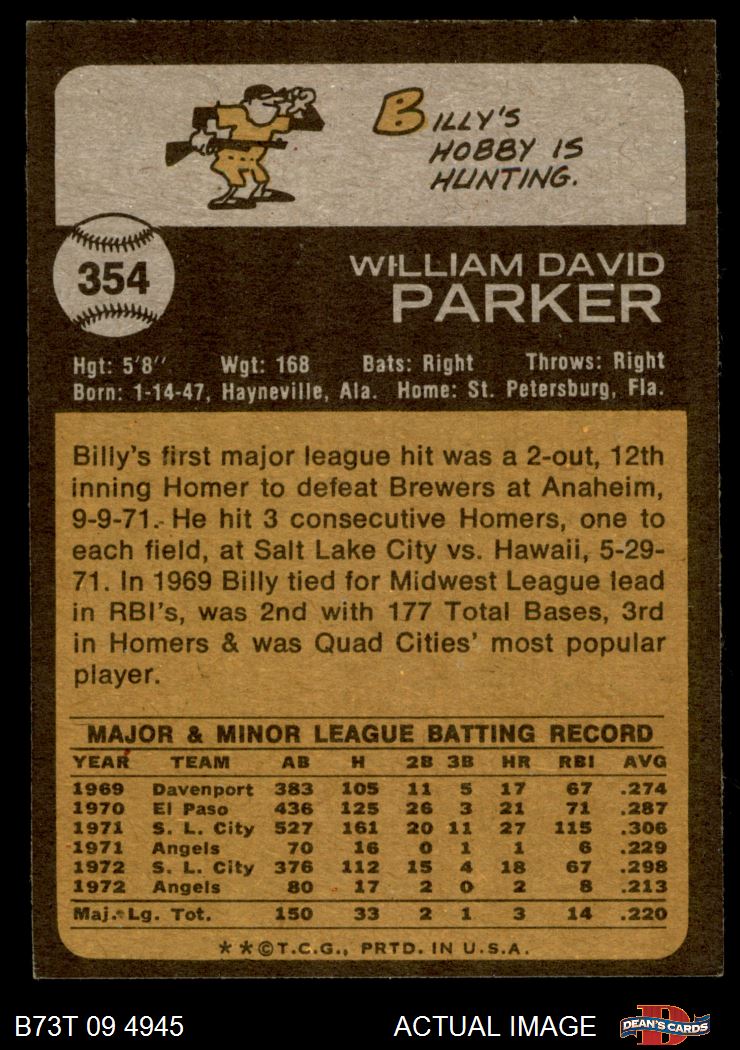 BILLY'S
HOBBY IS
HUNTING.
354
WILLIAM DAVID
PARKER
Hgt: 5'8" Wgt: 168 Bats: Right Throws: Right
Born: 1-14-47, Hayneville, Ala. Home: St. Petersburg, Fla.
Billy's first major league hit was a 2-out, 12th
inning Homer to defeat Brewers at Anaheim,
9-9-71. He hit 3 consecutive Homers, one to
each field, at Salt Lake City vs. Hawaii, 5-29-
71. In 1969 Billy tied for Midwest League lead
in RBI's, was 2nd with 177 Total Bases, 3rd
in Homers & was Quad Cities' most popular
player.
MAJOR & MINOR LEAGUE BATTING RECORD
YEAR TEAM AB H 2B 3B HR RBI AVG
1969 Davenport 383 105 11 5 17 67 .274
1970 El Paso 436 125 26 3 21 71 .287
1971 S. L. City 527 161 20 11 27 115 .306
1971 Angels 70 16 0 1 1 6 .229
1972 S. L. City 376 112 15 4 18 67 .298
1972 Angels 80 17 2 0 2 8 .213
Maj. Lg. Tot. 150 33 2 1 3 14 .220
* * © T.C.G., PRTD. IN U.S.A.
B73T 09 4945 ACTUAL IMAGE DEAN'S CARDS